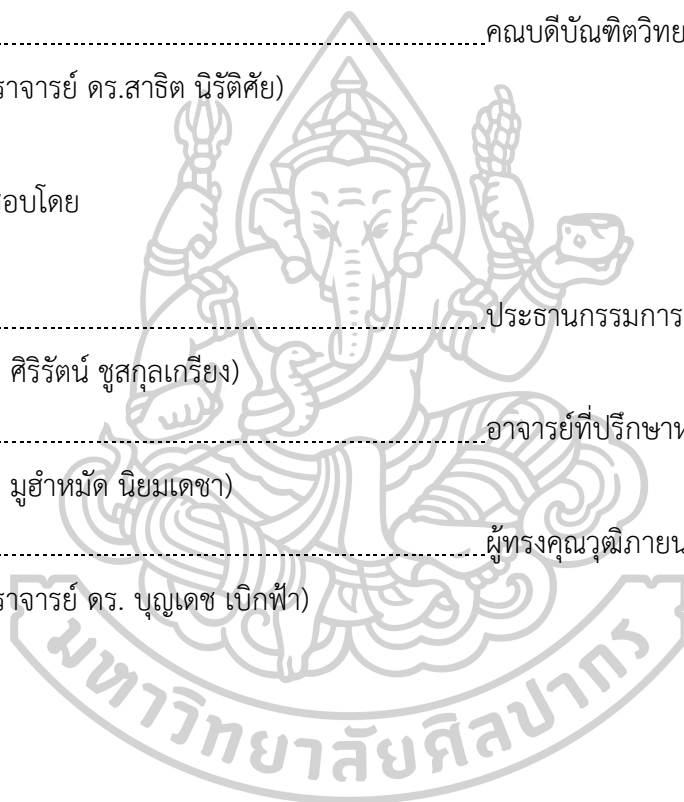 คณบดีบัณฑิตวิทย
ราจารย์ ดร.สาธิต นิรัติศัย)
อบโดย
ประธานกรรมการ
ศิริรัตน์ ชูสกุลเกรียง)
อาจารย์ที่ปรึกษาห
มูฮำหมัด นิยมเดชา)
ผู้ทรงคุณวุฒิภายน
ราจารย์ ดร. บุญเดช เบิกฟ้า)
มหาวิทยาลัยศิลปากร